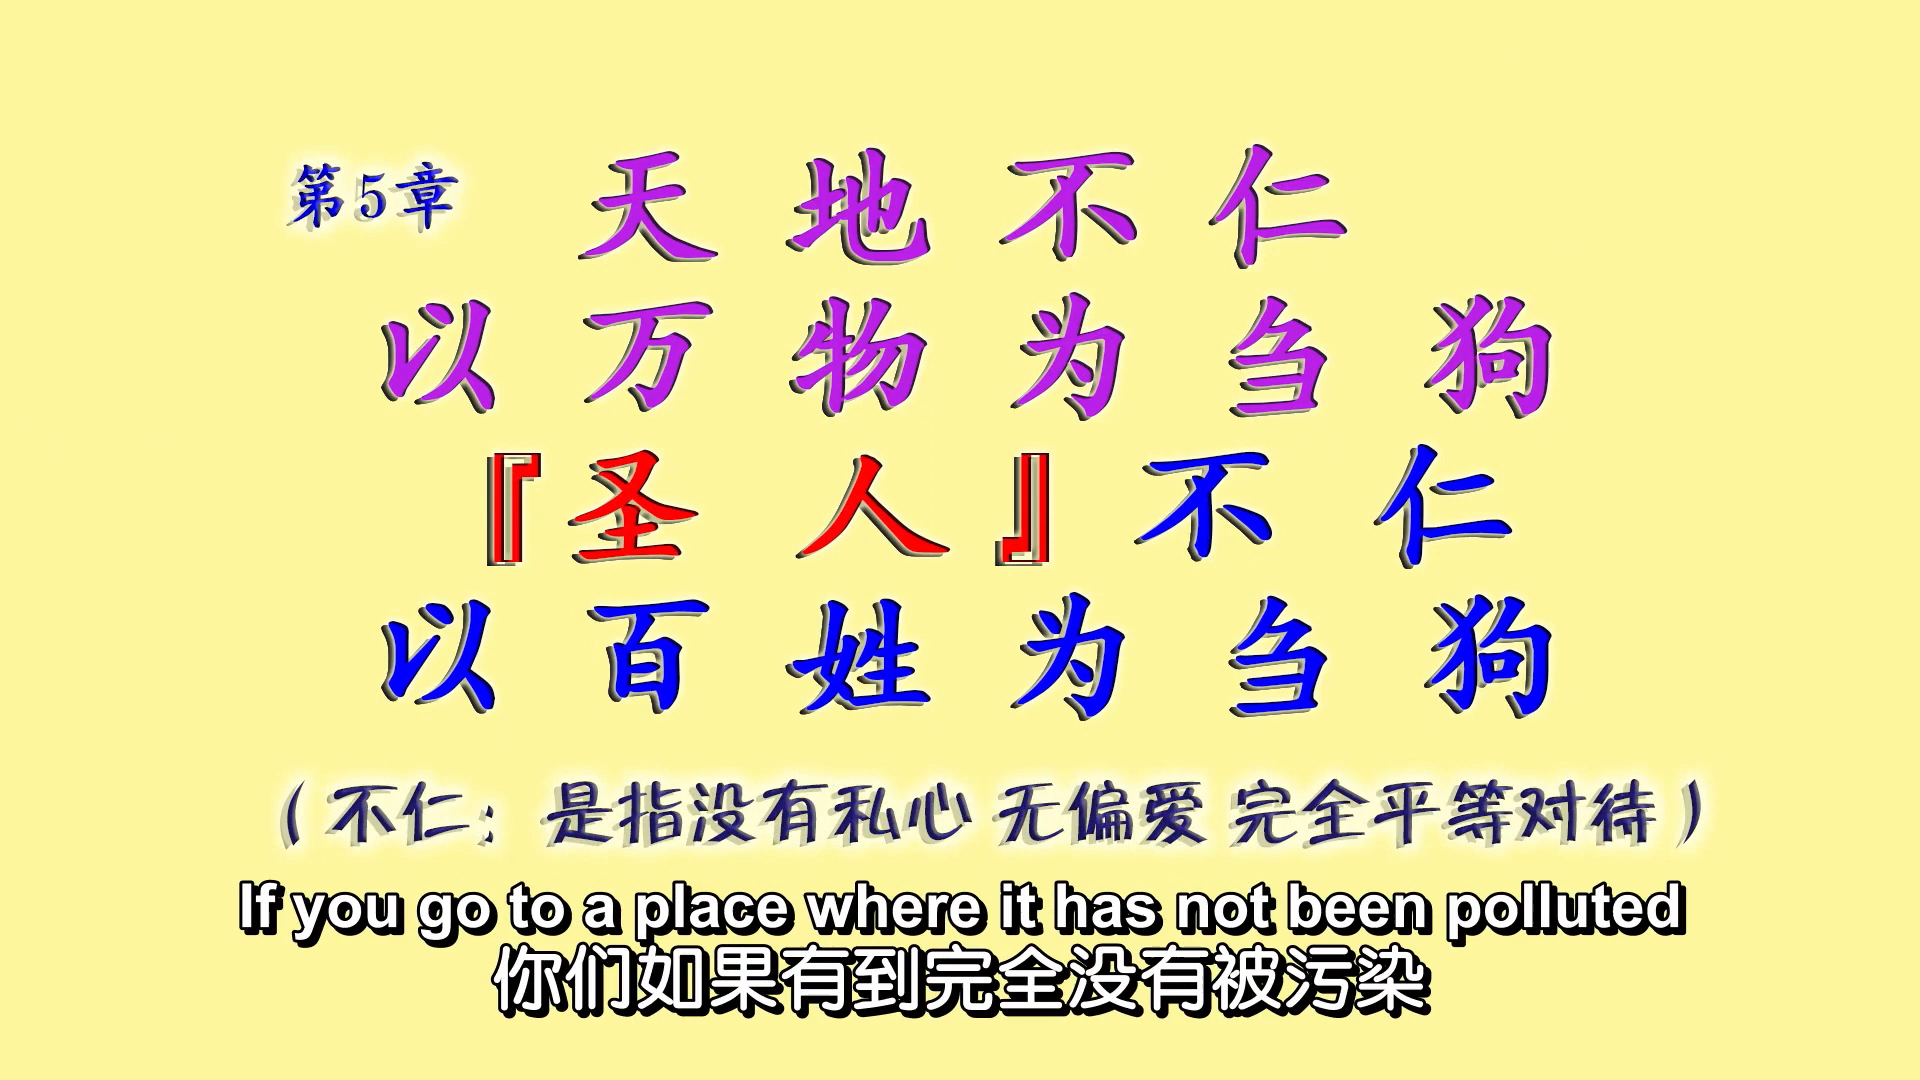 第5章 天地不仁
以万物为刍狗
『圣人』不仁
以百姓为刍狗
（不仁：是指没有私心 无偏爱 完全平等对待）
If you go to a place where it has not been polluted
你们如果有到完全没有被污染